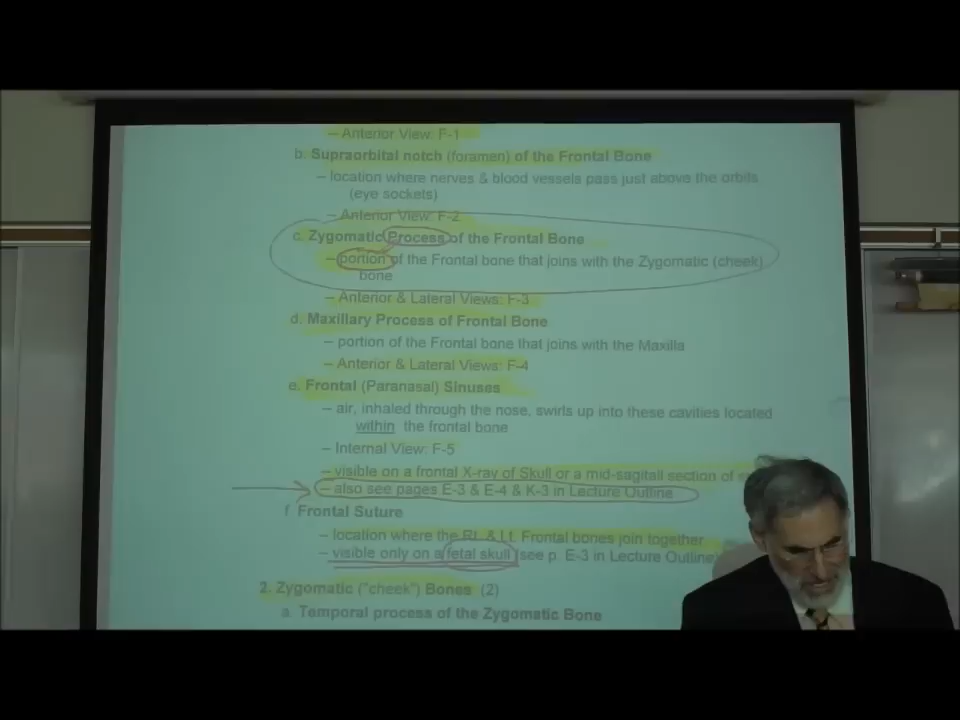 – Anterior View: F-1
b. Supraorbital notch (foramen) of the Frontal Bone
– location where nerves & blood vessels pass just above the orbits
(eye sockets)
– Anterior View: F-2
c. Zygomatic Process of the Frontal Bone
– portion of the Frontal bone that joins with the Zygomatic (cheek)
bone
– Anterior & Lateral Views: F-3
d. Maxillary Process of Frontal Bone
– portion of the Frontal bone that joins with the Maxilla
– Anterior & Lateral Views: F-4
e. Frontal (Paranasal) Sinuses
– air, inhaled through the nose, swirls up into these cavities located
within the frontal bone
– Internal View: F-5
– visible on a frontal X-ray of Skull or a mid-sagitall section of
– also see pages E-3 & E-4 & K-3 in Lecture Outline
f Frontal Suture
– location where the Rt. & Lt. Frontal bones join together
– visible only on a fetal skull (see p. E-3 in Lecture Outline)
2. Zygomatic ("cheek") Bones (2)
a. Temporal process of the Zygomatic Bone